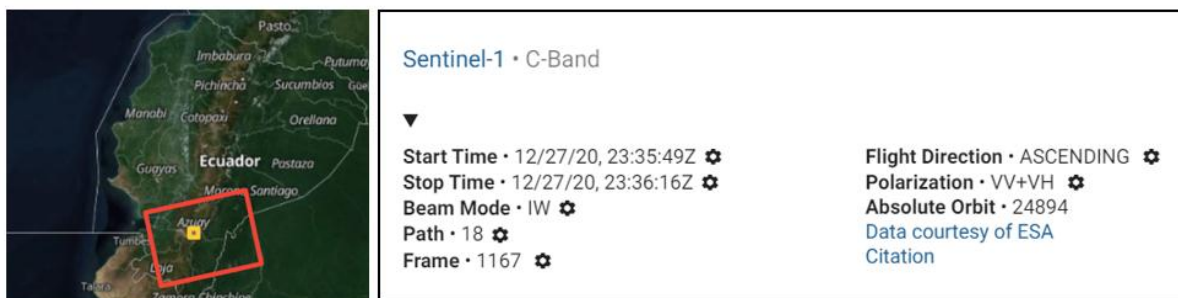 Pasto
Imbabura
Putuma
Pichincha
Sucumbios
Güe
Manabi
Cotopaxi
Orellana
Ecuador
Pastaza
Guayas
Morona Santiago
Azuay
Tumbe
Loja
Zamora Chinchipe
Sentinel-1 • C-Band
Start Time • 12/27/20, 23:35:49Z
Stop Time • 12/27/20, 23:36:16Z
Beam Mode • IW
Path • 18
Frame • 1167
Flight Direction • ASCENDING
Polarization • VV+VH
Absolute Orbit • 24894
Data courtesy of ESA
Citation